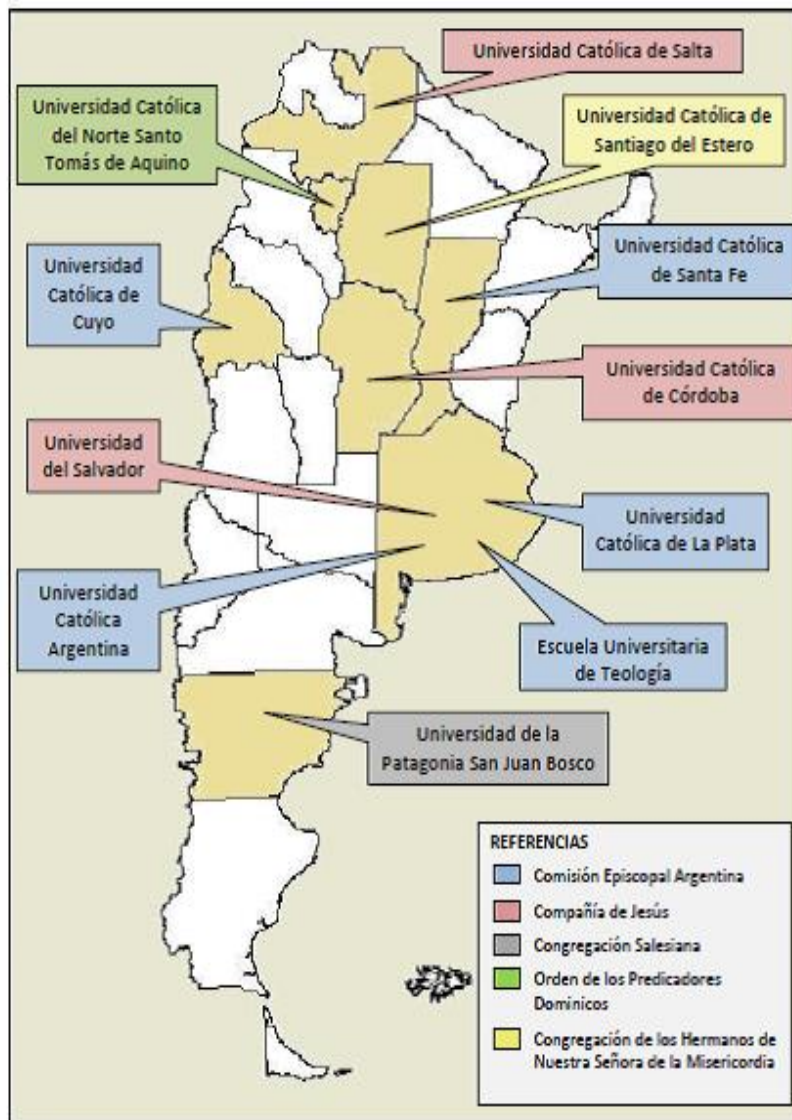 Universidad Católica de Salta
Universidad Católica
del Norte Santo
Tomás de Aquino
Universidad Católica de
Santiago del Estero
Universidad
Católica de
Cuyo
Universidad Católica
de Santa Fe
Universidad Católica
de Córdoba
Universidad
del Salvador
Universidad
Católica de La Plata
Universidad
Católica
Argentina
Escuela Universitaria
de Teología
Universidad de la
Patagonia San Juan Bosco
REFERENCIAS
Comisión Episcopal Argentina
Compañía de Jesús
Congregación Salesiana
Orden de los Predicadores
Domínicos
Congregación de los Hermanos de
Nuestra Señora de la Misericordia